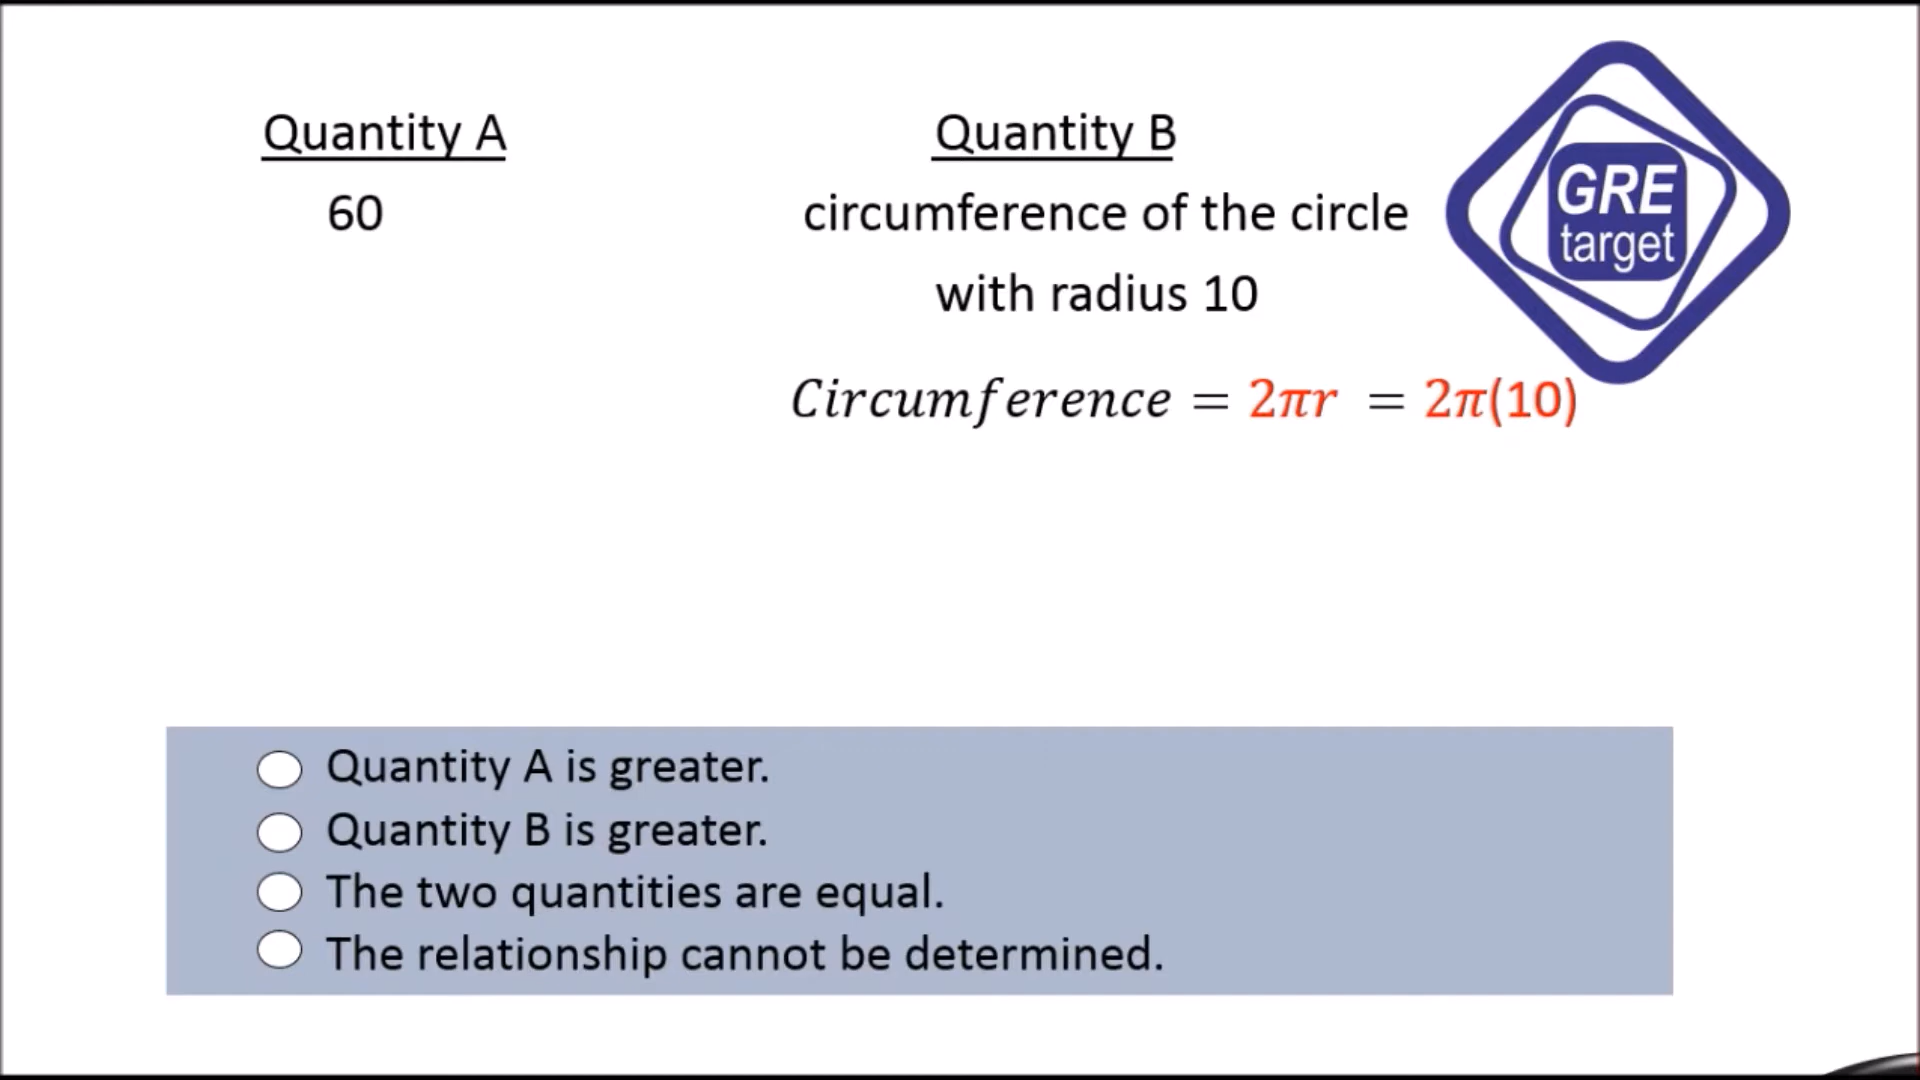 Quantity A
60
Quantity B
circumference of the circle
with radius 10
GRE
target
Circumference = 2πr = 2π(10)
Quantity A is greater.
Quantity B is greater.
The two quantities are equal.
The relationship cannot be determined.